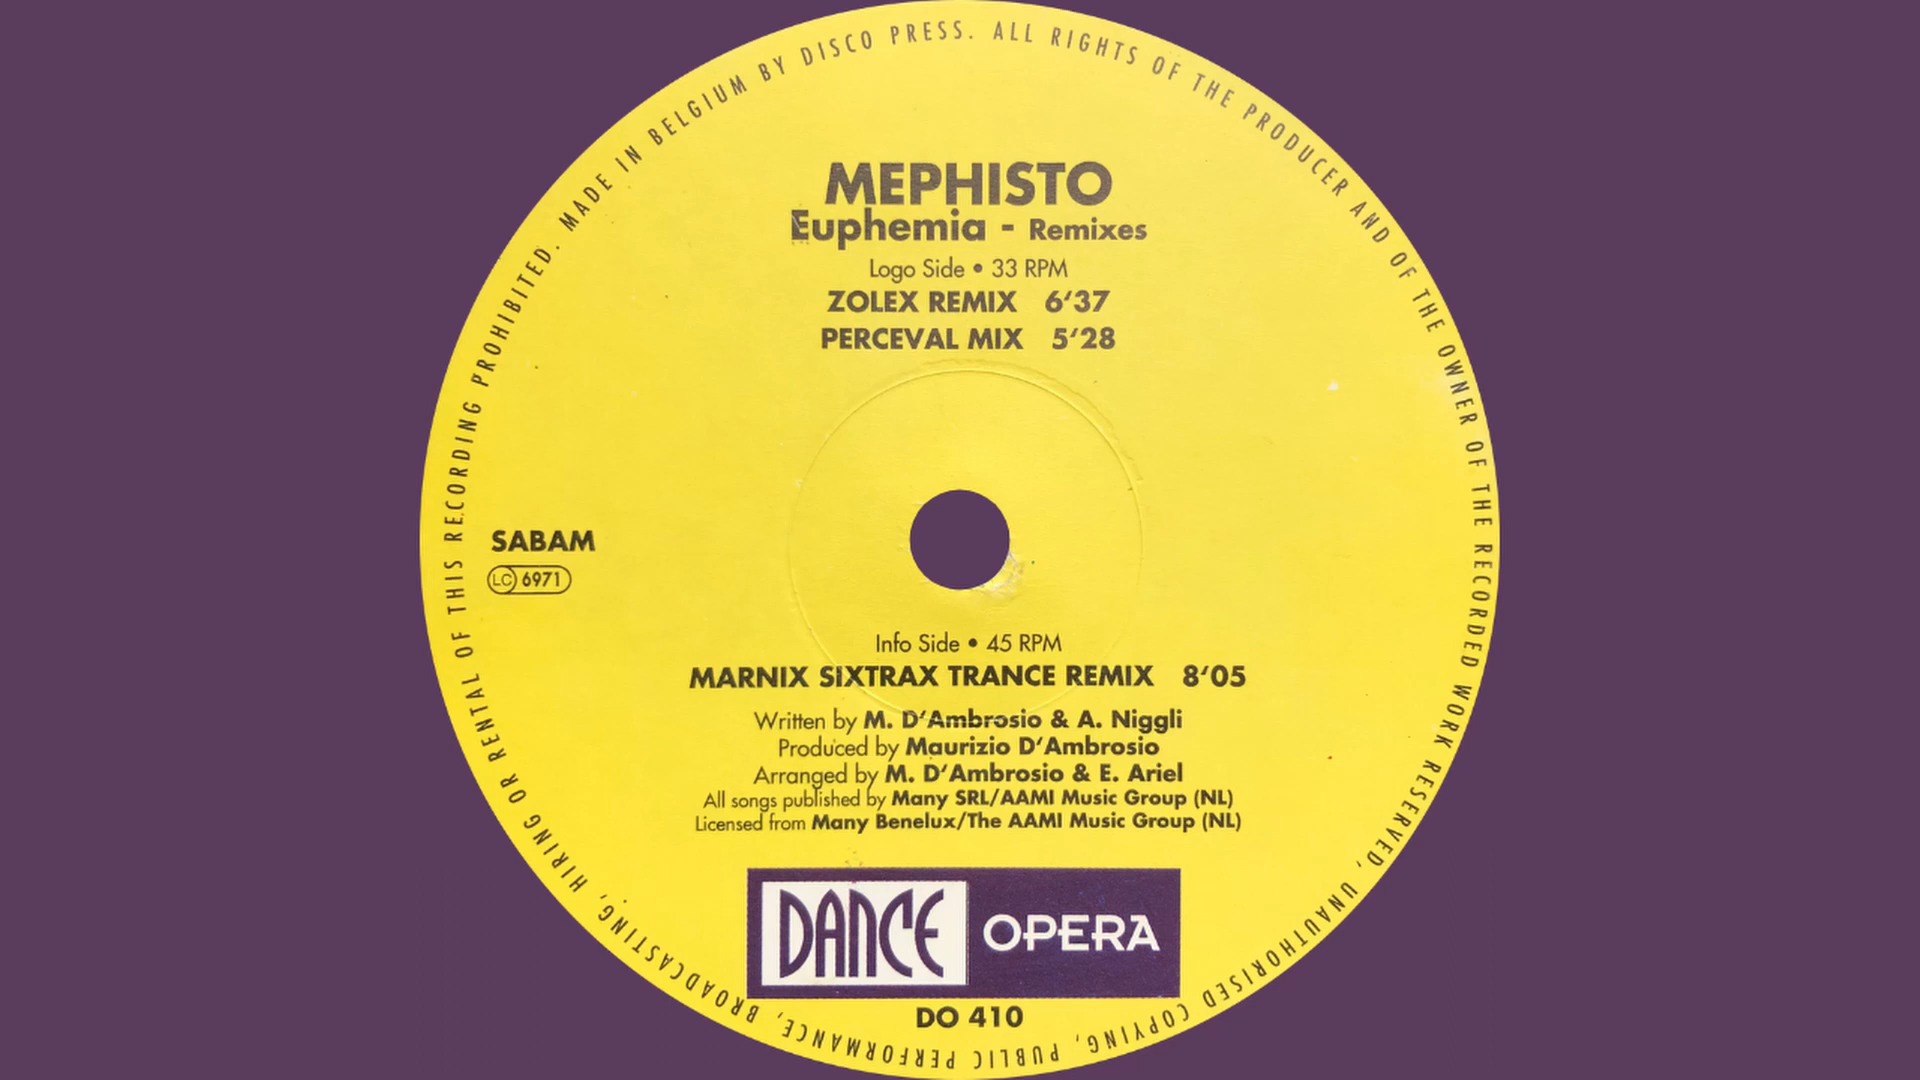 MADE IN BELGIUM BY DISCO PRESS. ALL RIGHTS OF THE PRODUCER AND OF THE OWNER OF THE RECORDED WORK RESERVED, UNAUTHORISED COPYING, PUBLIC PERFORMANCE, BROADCASTING, HIRING OR RENTAL OF THIS RECORDING PROHIBITED.
MEPHISTO
Euphemia - Remixes
Logo Side • 33 RPM
ZOLEX REMIX 6‘37
PERCEVAL MIX 5‘28
SABAM
LC 6971
Info Side • 45 RPM
MARNIX SIXTRAX TRANCE REMIX 8‘05
Written by M. D‘Ambrosio & A. Niggli
Produced by Maurizio D‘Ambrosio
Arranged by M. D‘Ambrosio & E. Ariel
All songs published by Many SRL/AAMI Music Group (NL)
Licensed from Many Benelux/The AAMI Music Group (NL)
DANCE OPERA
DO 410